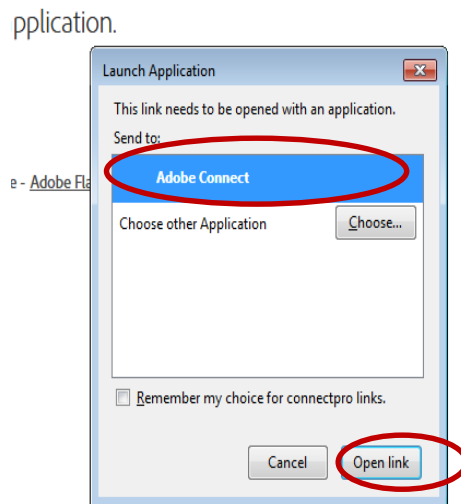 pplication.
Launch Application
This link needs to be opened with an application.
Send to:
Adobe Connect
e - Adobe Fla
Choose other Application
Choose...
Remember my choice for connectpro links.
Cancel
Open link